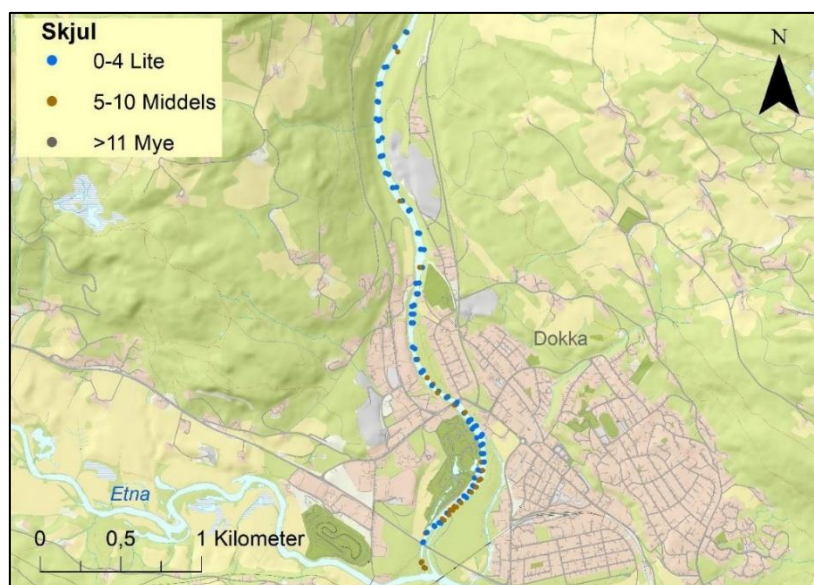 Skjul
0-4 Lite
5-10 Middels
>11 Mye
N
Dokka
Etna
0 0,5 1 Kilometer